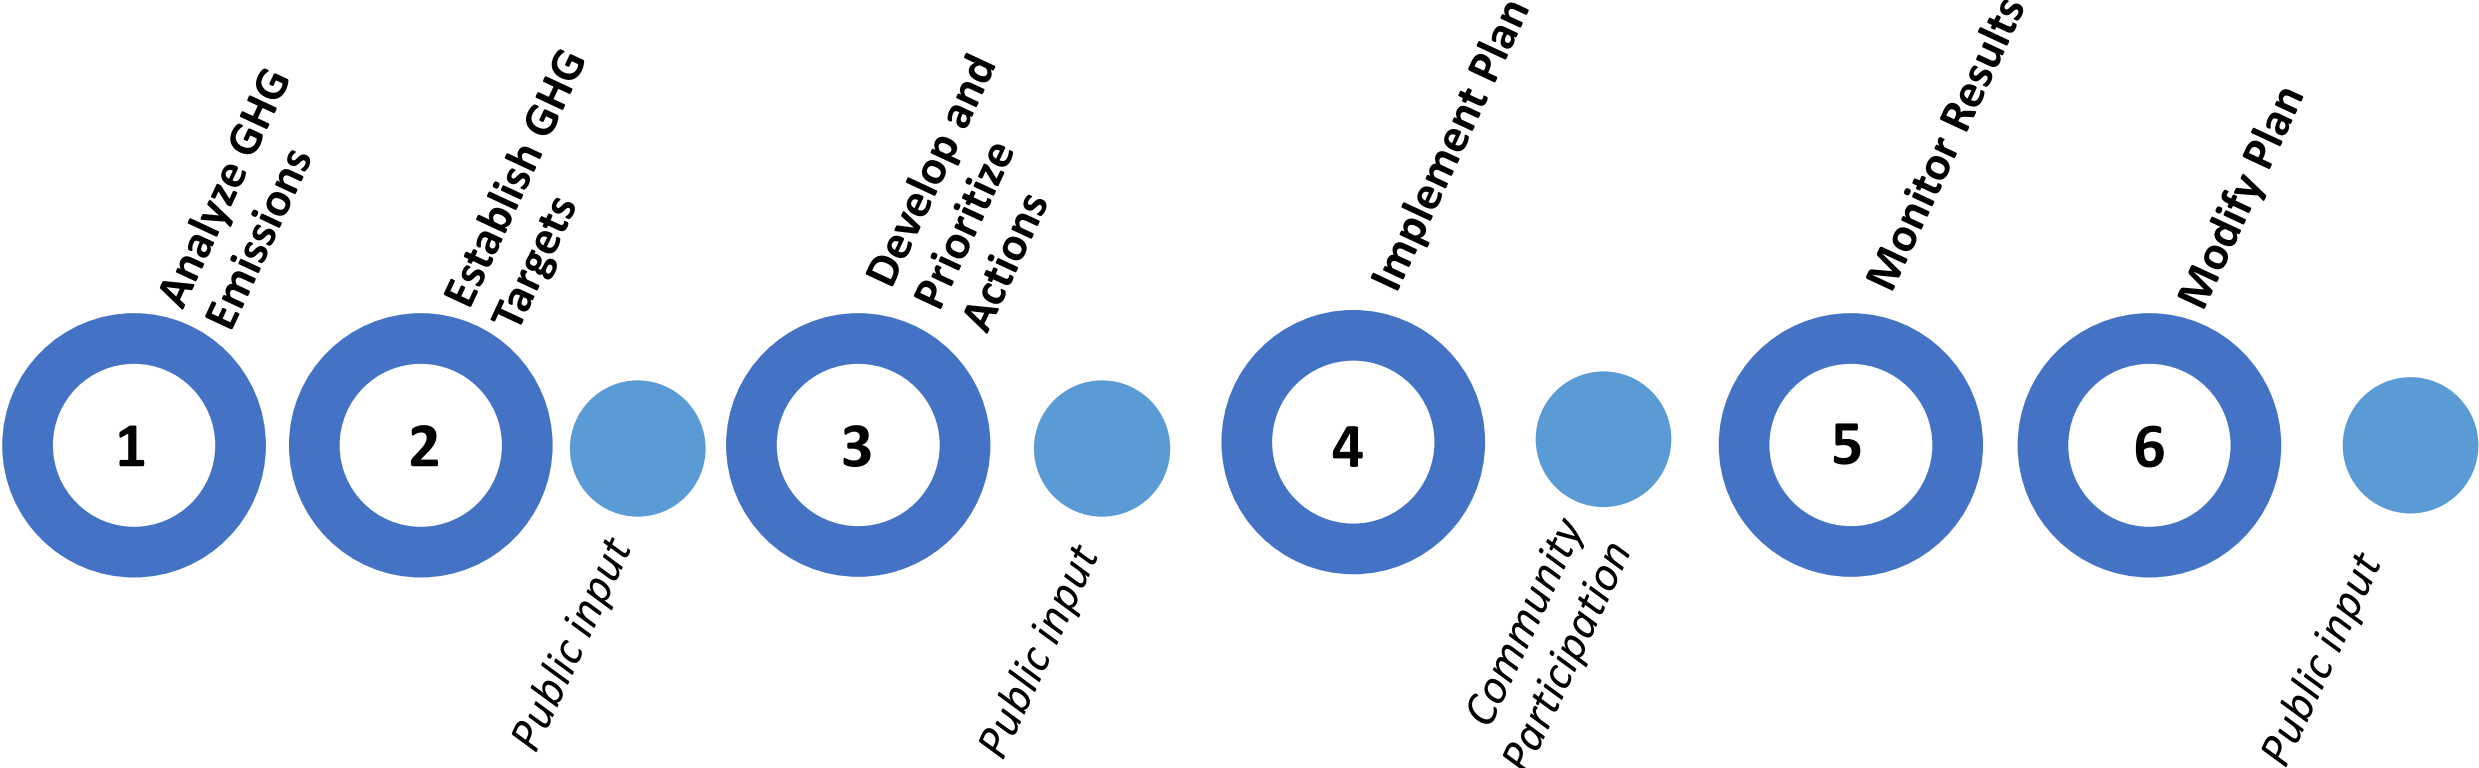 Analyze GHG
Emissions
1
Establish GHG
Targets
2
Public input
Develop and
Prioritize
Actions
3
Public input
Implement Plan
4
Community
Participation
Monitor Results
5
Modify Plan
6
Public input